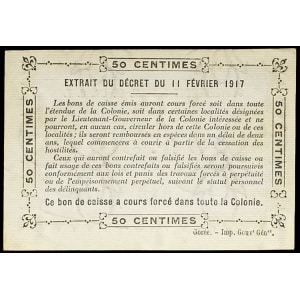 50 CENTIMES
EXTRAIT DU DÉCRET DU 11 FÉVRIER 1917
Les bons de caisse émis auront cours forcé soit dans toute
l'étendue de la Colonie, soit dans certaines localités désignées
par le Lieutenant-Gouverneur de la Colonie intéressée et ne
pourront, en aucun cas, circuler hors de cette Colonie ou de ces
localités; ils seront remboursés en espèces dans un délai de deux
ans, lequel commencera à courir à partir de la cessation des
hostilités.
Ceux qui auront contrefait ou falsifié les bons de caisse ou
fait usage de ces bons contrefaits ou falsifiés seront poursuivis
conformément aux lois et punis des travaux forcés à perpétuité
ou de l'emprisonnement perpétuel, suivant le statut personnel
des délinquants.
Ce bon de caisse a cours forcé dans toute la Colonie.
50 CENTIMES
50 CENTIMES
50 CENTIMES
Gorée. - Imp. Gouvt Génal.